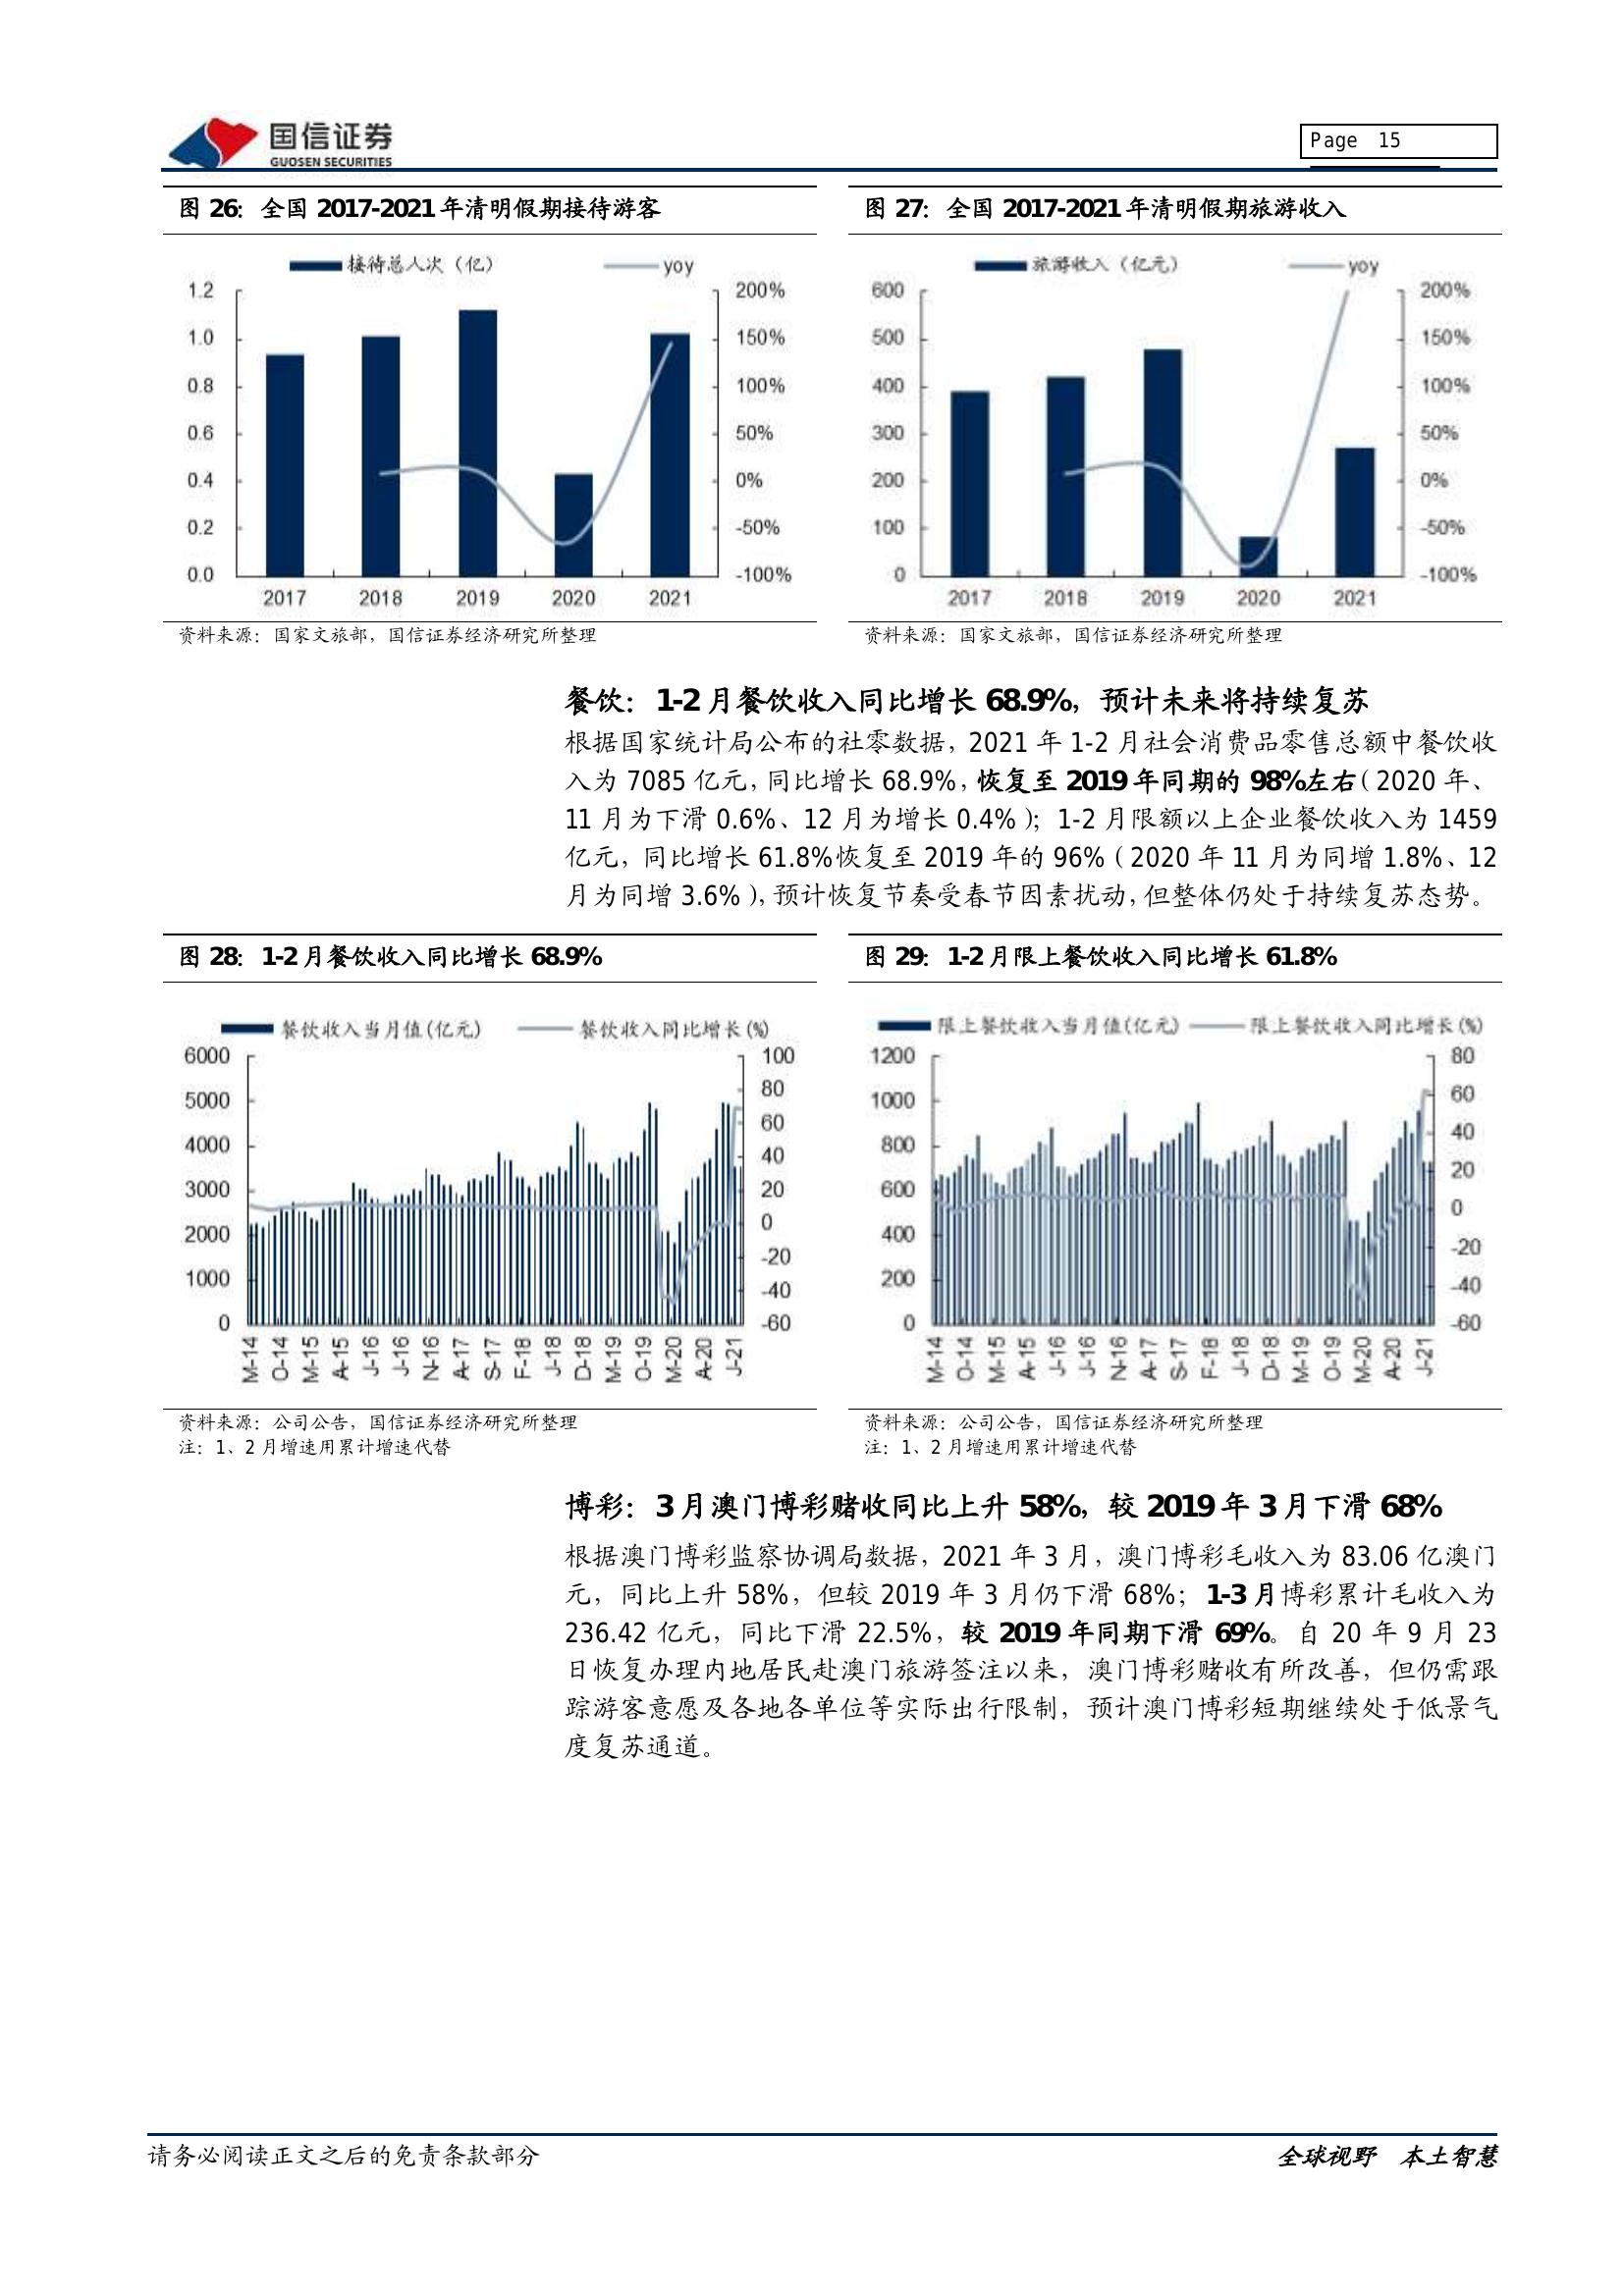 国信证券
GUOSEN SECURITIES
Page 15
图 26：全国 2017-2021 年清明假期接待游客
接待总人次（亿） yoy
1.2
1.0
0.8
0.6
0.4
0.2
0.0
200%
150%
100%
50%
0%
-50%
-100%
2017 2018 2019 2020 2021
资料来源：国家文旅部，国信证券经济研究所整理
图 27：全国 2017-2021 年清明假期旅游收入
旅游收入（亿元） yoy
600
500
400
300
200
100
0
200%
150%
100%
50%
0%
-50%
-100%
2017 2018 2019 2020 2021
资料来源：国家文旅部，国信证券经济研究所整理
餐饮：1-2 月餐饮收入同比增长 68.9%，预计未来将持续复苏
根据国家统计局公布的社零数据，2021 年 1-2 月社会消费品零售总额中餐饮收
入为 7085 亿元，同比增长 68.9%，恢复至 2019 年同期的 98%左右（2020 年、
11 月为下滑 0.6%、12 月为增长 0.4%）；1-2 月限额以上企业餐饮收入为 1459
亿元，同比增长 61.8%恢复至 2019 年的 96%（2020 年 11 月为同增 1.8%、12
月为同增 3.6%），预计恢复节奏受春节因素扰动，但整体仍处于持续复苏态势。
图 28：1-2 月餐饮收入同比增长 68.9%
餐饮收入当月值(亿元) 餐饮收入同比增长(%)
6000
5000
4000
3000
2000
1000
0
100
80
60
40
20
0
-20
-40
-60
M-14 O-14 M-15 A-15 J-16 J-16 N-16 A-17 S-17 F-18 J-18 D-18 M-19 O-19 M-20 A-20 J-21
资料来源：公司公告，国信证券经济研究所整理
注：1、2 月增速用累计增速代替
图 29：1-2 月限上餐饮收入同比增长 61.8%
限上餐饮收入当月值(亿元) 限上餐饮收入同比增长(%)
1200
1000
800
600
400
200
0
80
60
40
20
0
-20
-40
-60
M-14 O-14 M-15 A-15 J-16 J-16 N-16 A-17 S-17 F-18 J-18 D-18 M-19 O-19 M-20 A-20 J-21
资料来源：公司公告，国信证券经济研究所整理
注：1、2 月增速用累计增速代替
博彩：3 月澳门博彩赌收同比上升 58%，较 2019 年 3 月下滑 68%
根据澳门博彩监察协调局数据，2021 年 3 月，澳门博彩毛收入为 83.06 亿澳门
元，同比上升 58%，但较 2019 年 3 月仍下滑 68%；1-3 月博彩累计毛收入为
236.42 亿元，同比下滑 22.5%，较 2019 年同期下滑 69%。自 20 年 9 月 23
日恢复办理内地居民赴澳门旅游签注以来，澳门博彩赌收有所改善，但仍需跟
踪游客意愿及各地各单位等实际出行限制，预计澳门博彩短期继续处于低景气
度复苏通道。
请务必阅读正文之后的免责条款部分
全球视野 本土智慧